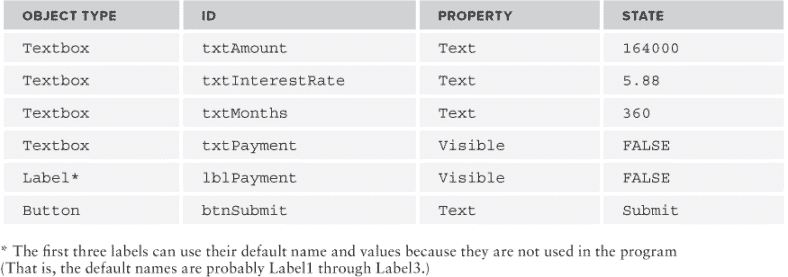 OBJECT TYPE ID PROPERTY STATE
Textbox txtAmount Text 164000
Textbox txtInterestRate Text 5.88
Textbox txtMonths Text 360
Textbox txtPayment Visible FALSE
Label* lblPayment Visible FALSE
Button btnSubmit Text Submit
* The first three labels can use their default name and values because they are not used in the program
(That is, the default names are probably Label1 through Label3.)